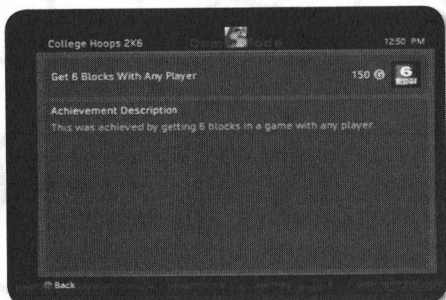 College Hoops 2K6
12:50 PM
Get 6 Blocks With Any Player
150 G
6
Achievement Description
This was achieved by getting 6 blocks in a game with any player.
Back